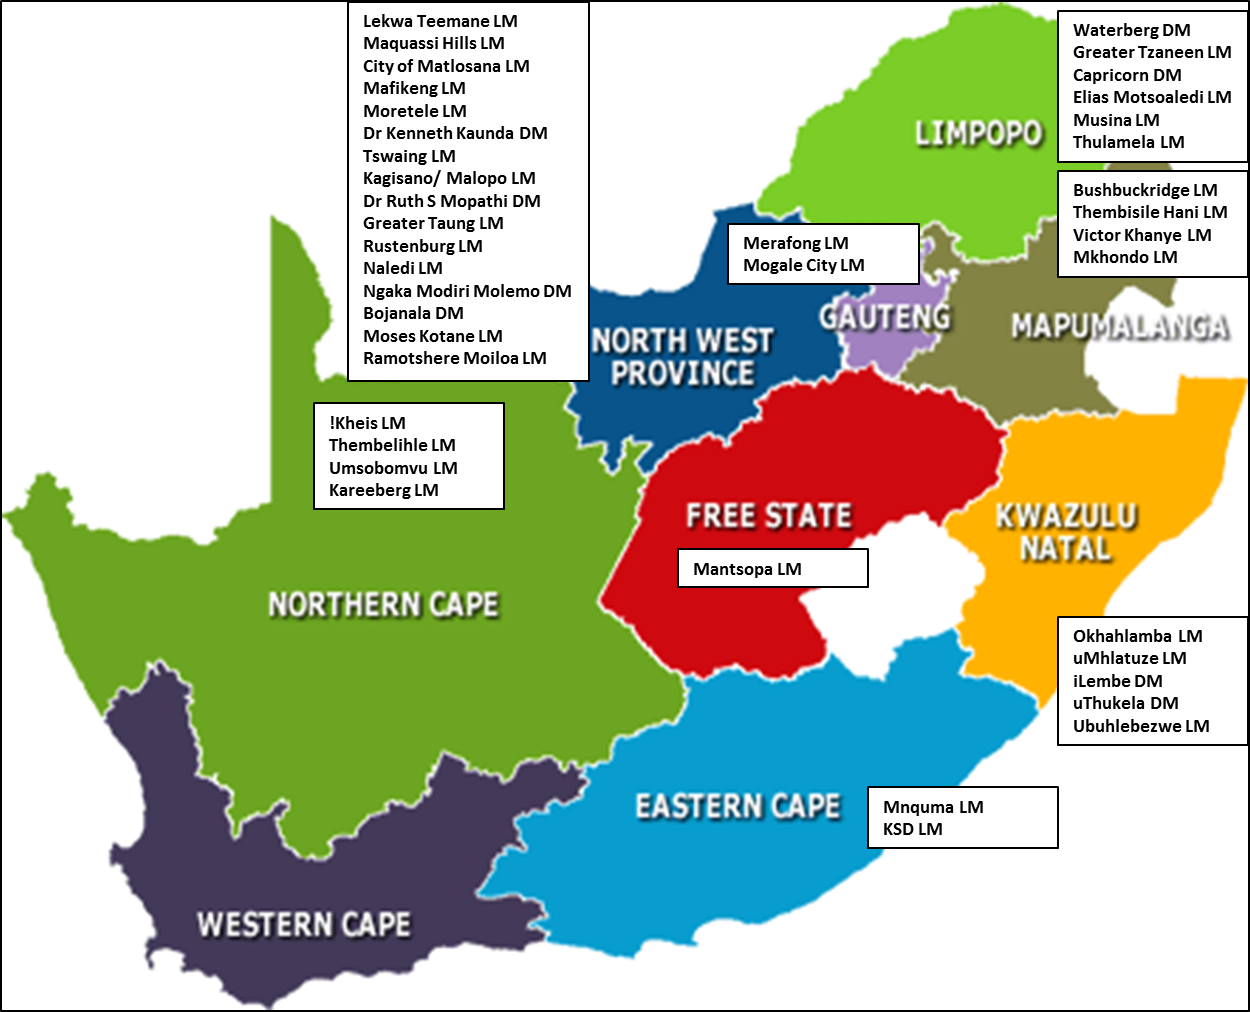 Lekwa Teemane LM
Maquassi Hills LM
City of Matlosana LM
Mafikeng LM
Moretele LM
Dr Kenneth Kaunda DM
Tswaing LM
Kagisano/ Malopo LM
Dr Ruth S Mopathi DM
Greater Taung LM
Rustenburg LM
Naledi LM
Ngaka Modiri Molemo DM
Bojanala DM
Moses Kotane LM
Ramotshere Moiloa LM
Waterberg DM
Greater Tzaneen LM
Capricorn DM
Elias Motsoaledi LM
Musina LM
Thulamela LM
LIMPOPO
Bushbuckridge LM
Thembisile Hani LM
Victor Khanye LM
Mkhondo LM
Merafong LM
Mogale City LM
GAUTENG
MAPUMALANGA
NORTH WEST
PROVINCE
!Kheis LM
Thembelihle LM
Umsobomvu LM
Kareeberg LM
FREE STATE
KWAZULU
NATAL
Mantsopa LM
NORTHERN CAPE
Okhahlamba LM
uMhlatuze LM
iLembe DM
uThukela DM
Ubuhlebezwe LM
EASTERN CAPE
Mnquma LM
KSD LM
WESTERN CAPE